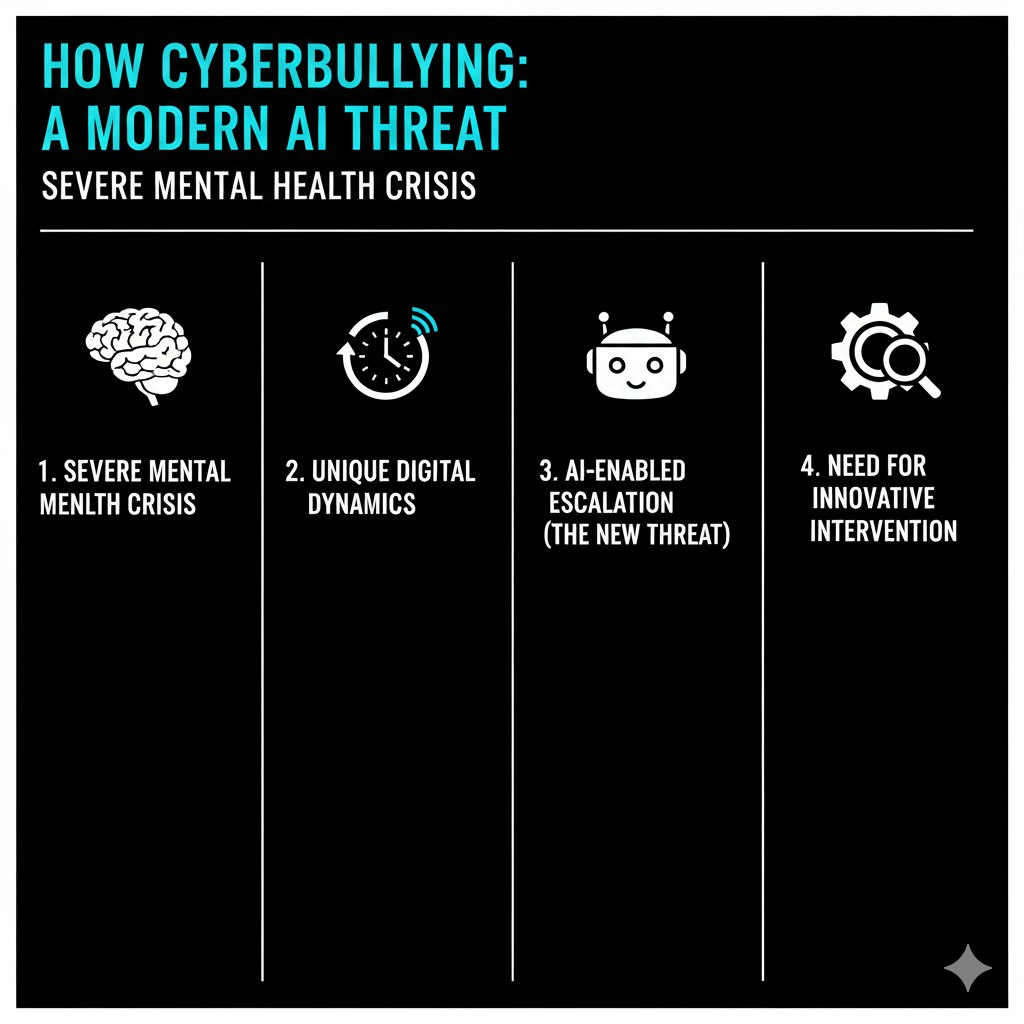 HOW CYBERBULLYING:
A MODERN AI THREAT
SEVERE MENTAL HEALTH CRISIS
1. SEVERE MENTAL
MENLTH CRISIS
2. UNIQUE DIGITAL
DYNAMICS
3. AI-ENABLED
ESCALATION
(THE NEW THREAT)
4. NEED FOR
INNOVATIVE
INTERVENTION